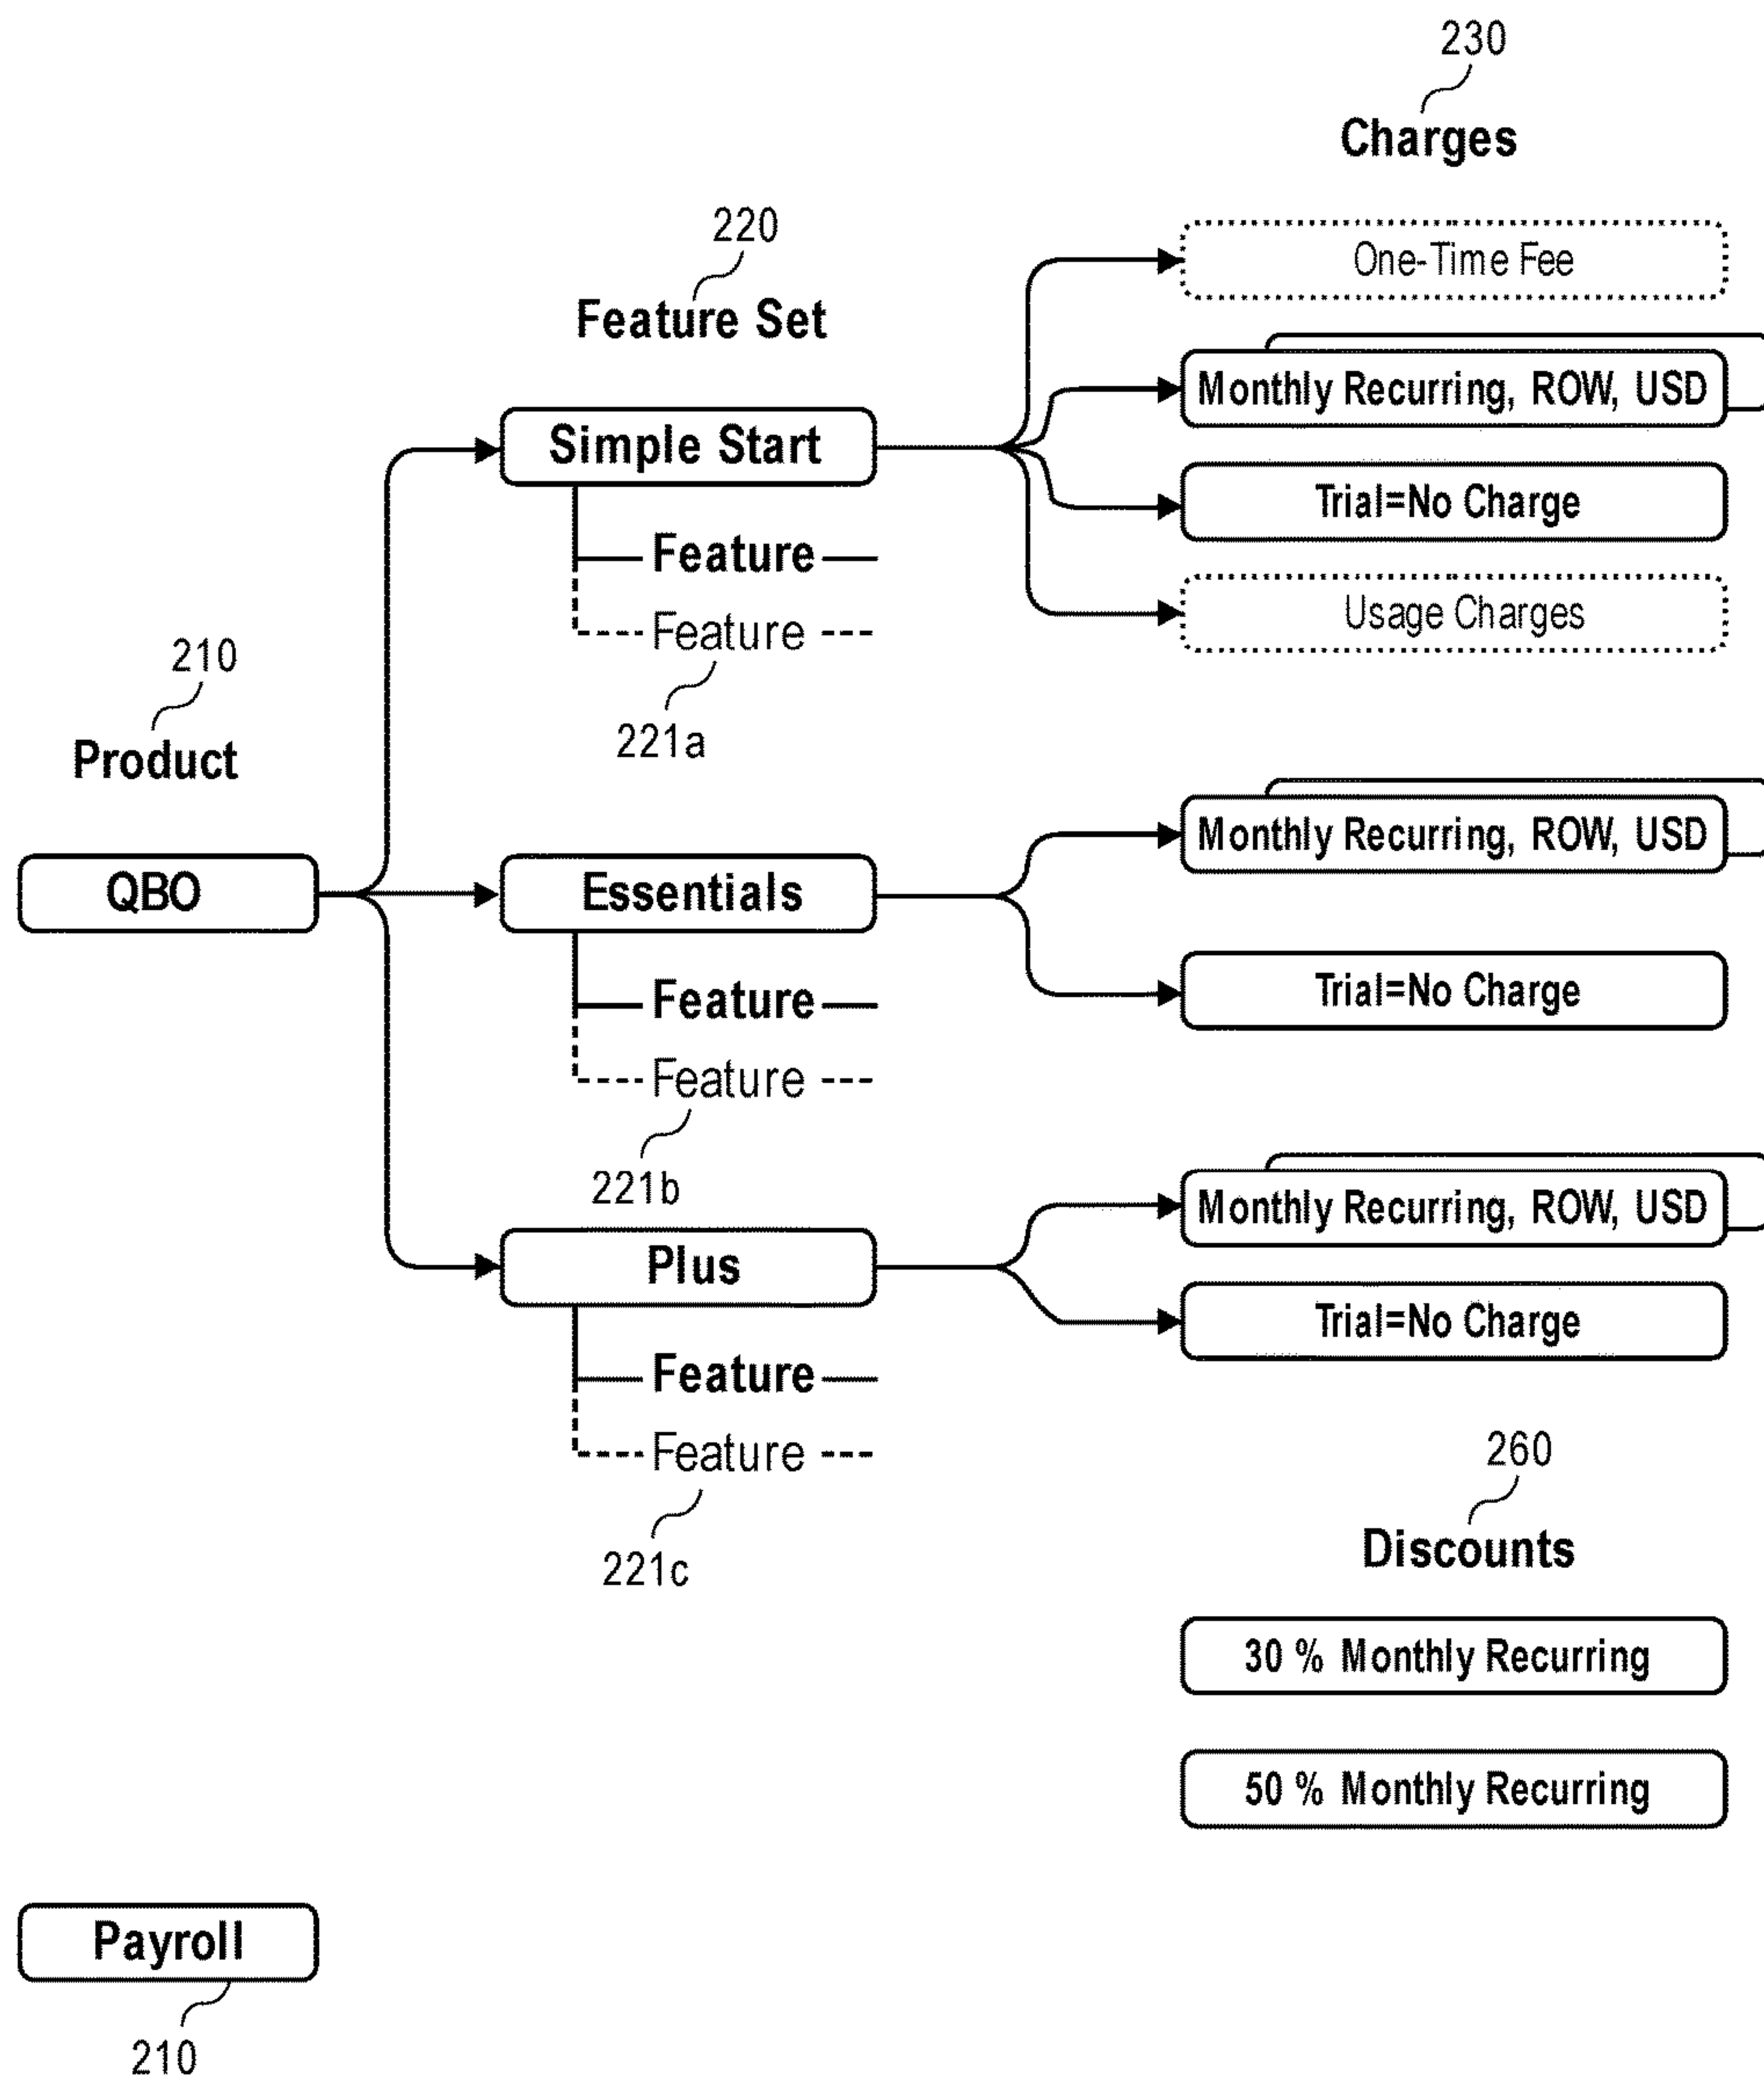 230
Charges
220
Feature Set
One-Time Fee
Monthly Recurring, ROW, USD
Simple Start
Trial=No Charge
Feature
Usage Charges
Feature
210
221a
Product
Monthly Recurring, ROW, USD
QBO
Essentials
Trial=No Charge
Feature
Feature
221b
Monthly Recurring, ROW, USD
Plus
Trial=No Charge
Feature
Feature
260
221c
Discounts
30 % Monthly Recurring
50 % Monthly Recurring
Payroll
210